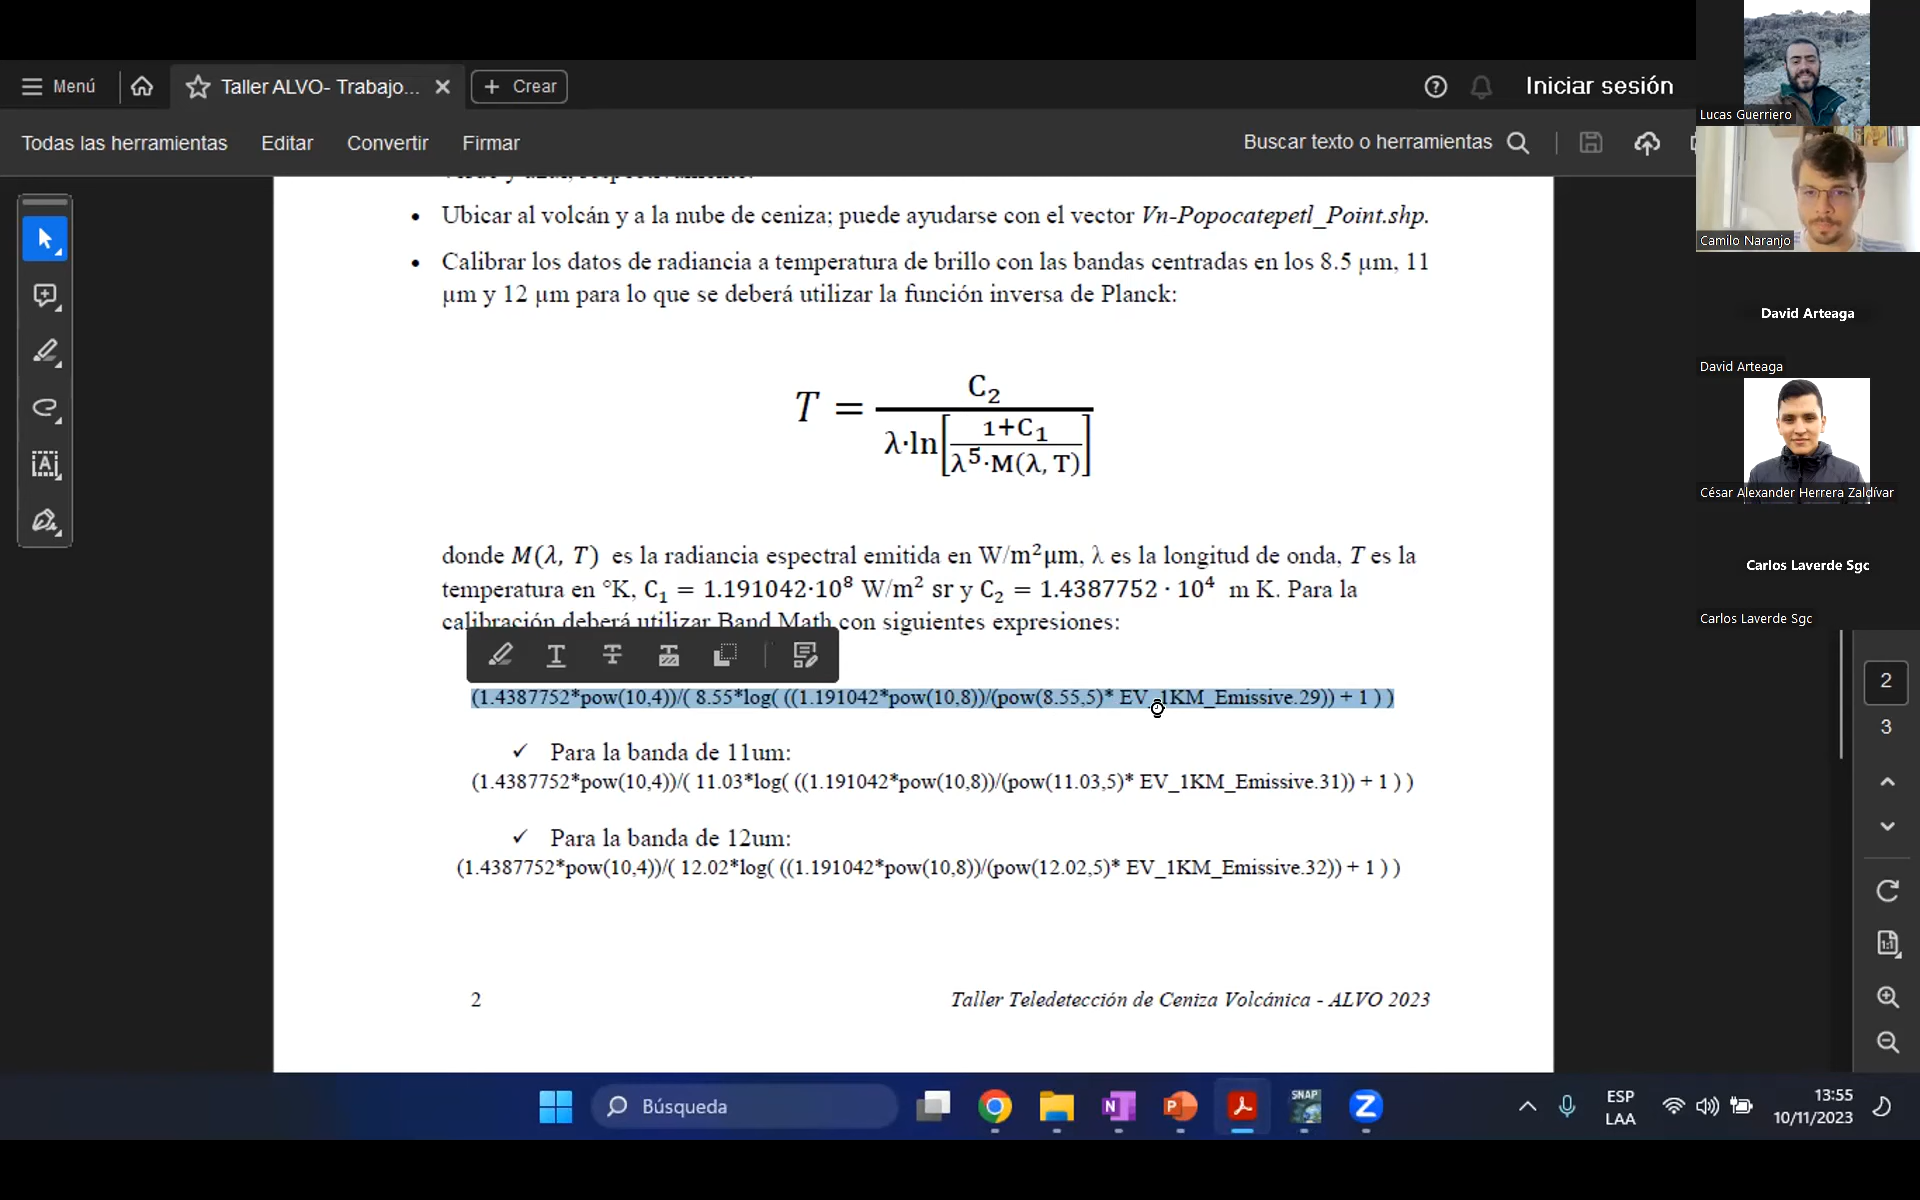 Menú
Taller ALVO- Trabajo...
Crear
Iniciar sesión
Todas las herramientas
Editar
Convertir
Firmar
Buscar texto o herramientas
• Ubicar al volcán y a la nube de ceniza; puede ayudarse con el vector Vn-Popocatepetl_Point.shp.
• Calibrar los datos de radiancia a temperatura de brillo con las bandas centradas en los 8.5 µm, 11
µm y 12 µm para lo que se deberá utilizar la función inversa de Planck:
T = C₂ / λ·ln[1+C₁ / λ⁵·M(λ, T)]
donde M(λ, T) es la radiancia espectral emitida en W/m²µm, λ es la longitud de onda, T es la
temperatura en °K, C₁ = 1.191042·10⁸ W/m² sr y C₂ = 1.4387752 · 10⁴ m K. Para la
calibración deberá utilizar Band Math con siguientes expresiones:
(1.4387752*pow(10,4))/( 8.55*log( ((1.191042*pow(10,8))/(pow(8.55,5)* EV_1KM_Emissive.29)) + 1 ) )
✓ Para la banda de 11um:
(1.4387752*pow(10,4))/( 11.03*log( ((1.191042*pow(10,8))/(pow(11.03,5)* EV_1KM_Emissive.31)) + 1 ) )
✓ Para la banda de 12um:
(1.4387752*pow(10,4))/( 12.02*log( ((1.191042*pow(10,8))/(pow(12.02,5)* EV_1KM_Emissive.32)) + 1 ) )
2
Taller Teledetección de Ceniza Volcánica - ALVO 2023
Lucas Guerriero
Camilo Naranjo
David Arteaga
David Arteaga
César Alexander Herrera Zaldívar
Carlos Laverde Sgc
Carlos Laverde Sgc
2
3
1:1
Búsqueda
SNAP
ESP
LAA
13:55
10/11/2023